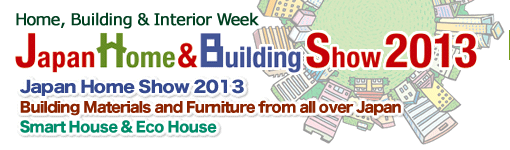 Home, Building & Interior Week
Japan Home & Building Show 2013
Japan Home Show 2013
Building Materials and Furniture from all over Japan
Smart House & Eco House